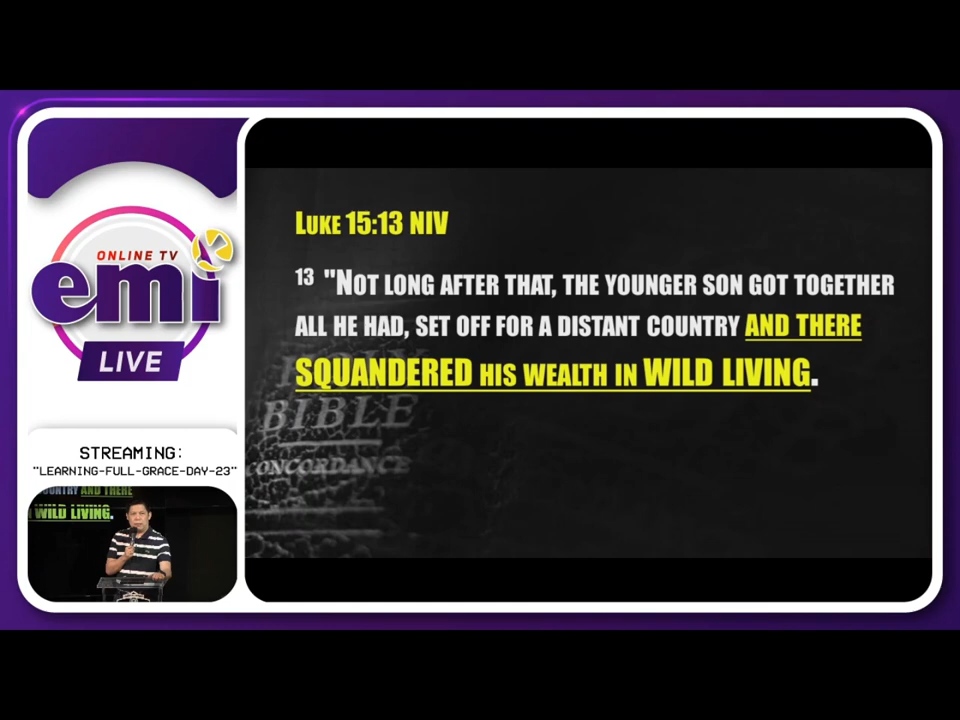 ONLINE TV
emi
LIVE
STREAMING:
"LEARNING-FULL-GRACE-DAY-23"
COUNTRY AND THERE
WILD LIVING.
LUKE 15:13 NIV
13 "NOT LONG AFTER THAT, THE YOUNGER SON GOT TOGETHER
ALL HE HAD, SET OFF FOR A DISTANT COUNTRY AND THERE
SQUANDERED HIS WEALTH IN WILD LIVING.
BIBLE
CONCORDANCE